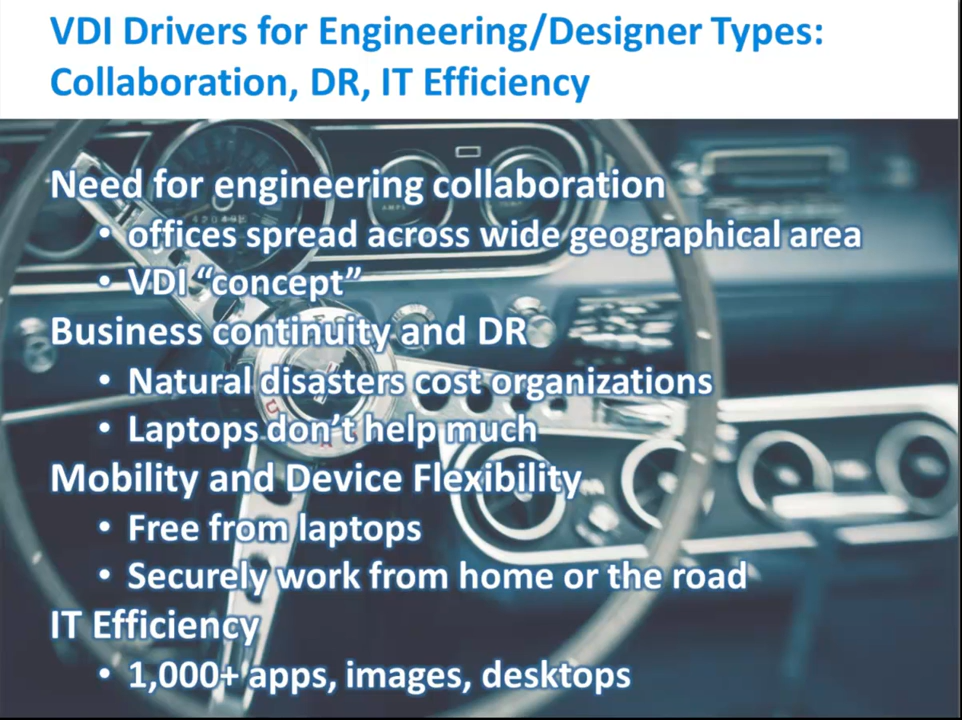 VDI Drivers for Engineering/Designer Types:
Collaboration, DR, IT Efficiency
Need for engineering collaboration
• offices spread across wide geographical area
• VDI “concept”
Business continuity and DR
• Natural disasters cost organizations
• Laptops don’t help much
Mobility and Device Flexibility
• Free from laptops
• Securely work from home or the road
IT Efficiency
• 1,000+ apps, images, desktops